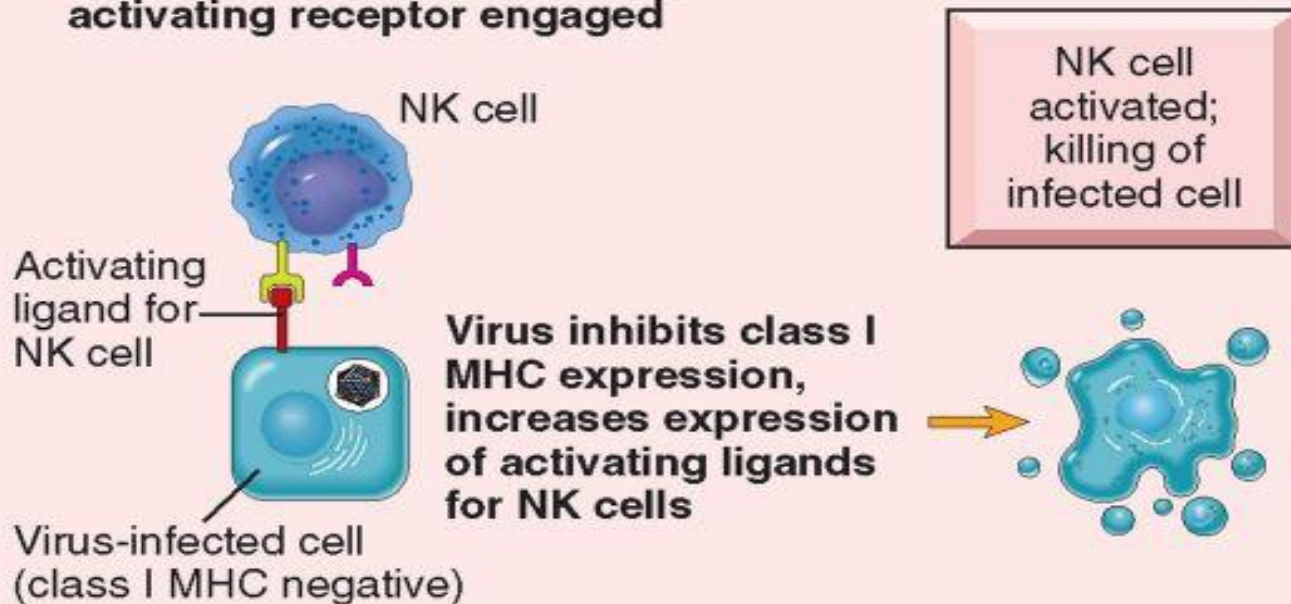 activating receptor engaged
NK cell
NK cell
activated;
killing of
infected cell
Activating
ligand for
NK cell
Virus inhibits class I
MHC expression,
increases expression
of activating ligands
for NK cells
Virus-infected cell
(class I MHC negative)